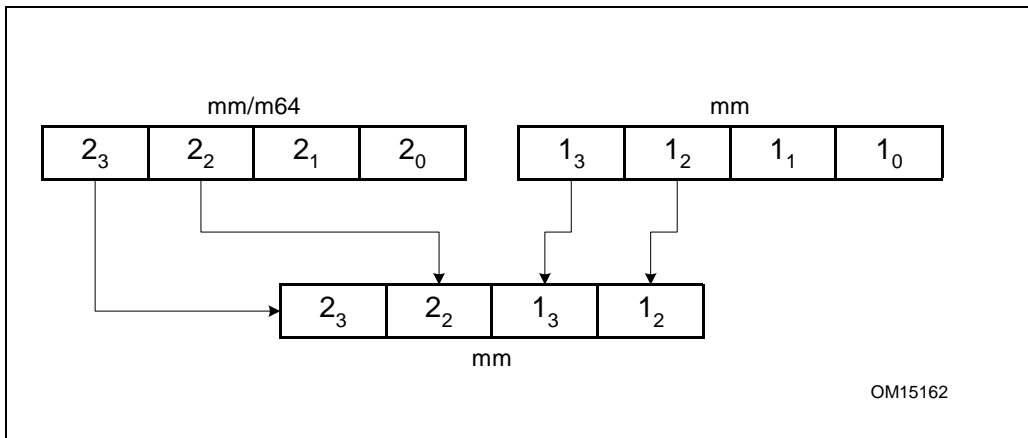 mm/m64 mm
2₃ 2₂ 2₁ 2₀ 1₃ 1₂ 1₁ 1₀
2₃ 2₂ 1₃ 1₂
mm
OM15162